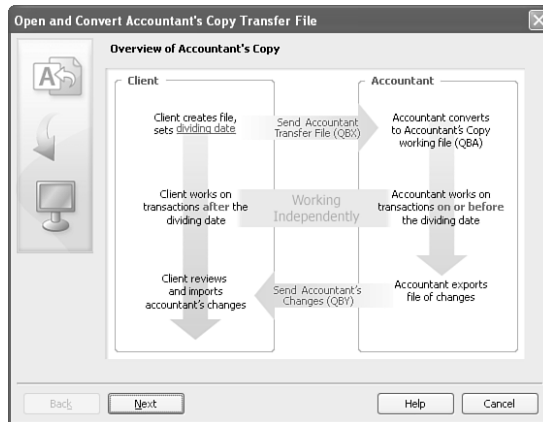 Open and Convert Accountant's Copy Transfer File
Overview of Accountant's Copy
Client
Client creates file,
sets dividing date
Client works on
transactions after the
dividing date
Client reviews
and imports
accountant's changes
Send Accountant
Transfer File (QBX)
Working
Independently
Send Accountant's
Changes (QBY)
Accountant
Accountant converts
to Accountant's Copy
working file (QBA)
Accountant works on
transactions on or before
the dividing date
Accountant exports
file of changes
Back
Next
Help
Cancel